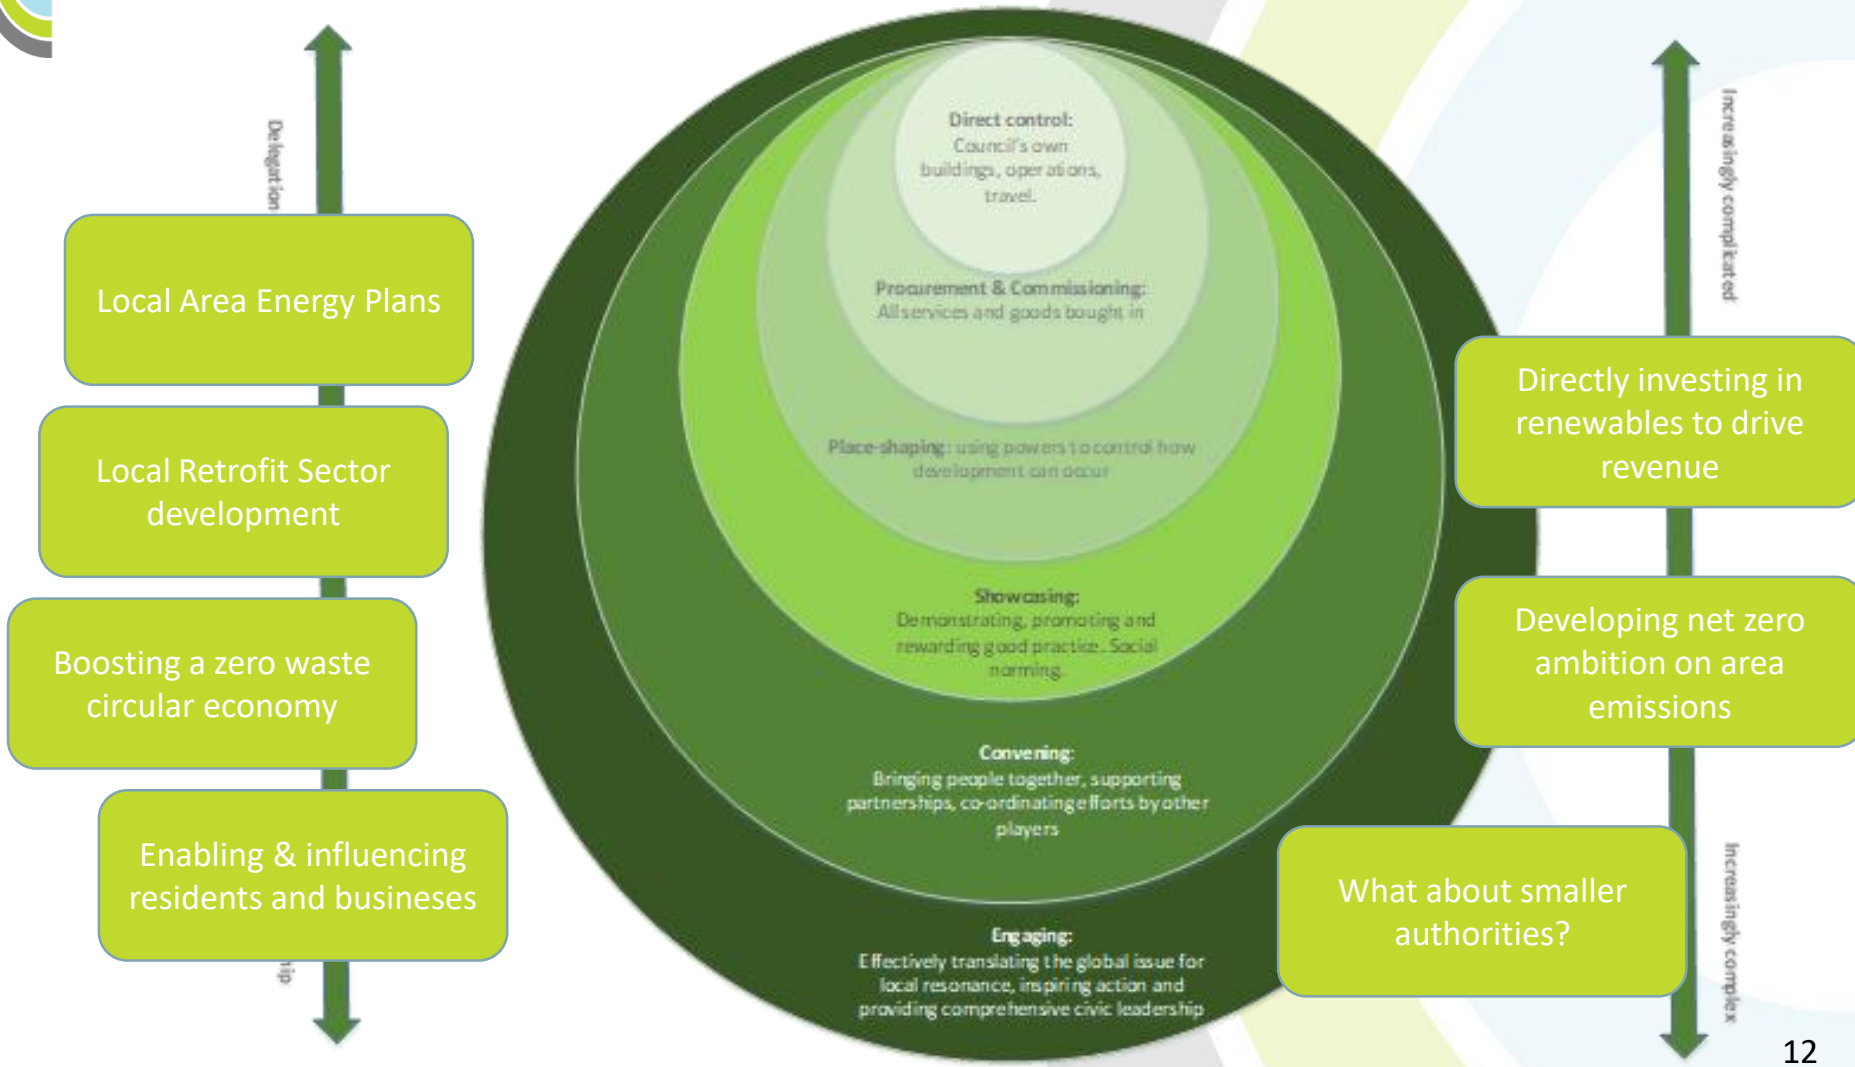 Delegation
Local Area Energy Plans
Local Retrofit Sector
development
Boosting a zero waste
circular economy
Enabling & influencing
residents and busineses
Direct control:
Council's own
buildings, operations,
travel.
Procurement & Commissioning:
All services and goods bought in
Place-shaping: using powers to control how
development can occur
Showcasing:
Demonstrating, promoting and
rewarding good practice. Social
norming.
Convening:
Bringing people together, supporting
partnerships, co-ordinating efforts by other
players
Engaging:
Effectively translating the global issue for
local resonance, inspiring action and
providing comprehensive civic leadership
Increasingly complicated
Directly investing in
renewables to drive
revenue
Developing net zero
ambition on area
emissions
What about smaller
authorities?
Increasingly complex
12